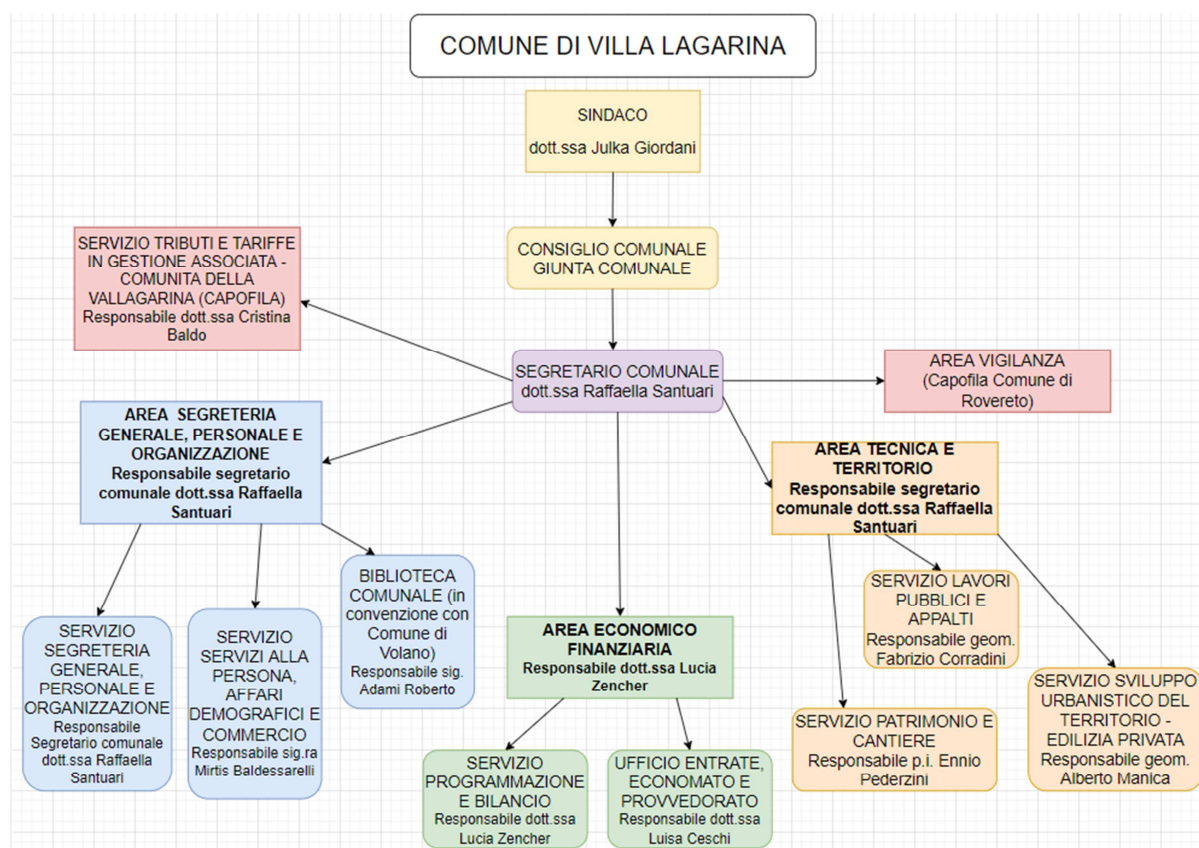 COMUNE DI VILLA LAGARINA
SINDACO
dott.ssa Julka Giordani
CONSIGLIO COMUNALE
GIUNTA COMUNALE
SERVIZIO TRIBUTI E TARIFFE
IN GESTIONE ASSOCIATA -
COMUNITA DELLA
VALLAGARINA (CAPOFILA)
Responsabile dott.ssa Cristina
Baldo
SEGRETARIO COMUNALE
dott.ssa Raffaella Santuari
AREA VIGILANZA
(Capofila Comune di
Rovereto)
AREA SEGRETERIA
GENERALE, PERSONALE E
ORGANIZZAZIONE
Responsabile segretario
comunale dott.ssa Raffaella
Santuari
AREA TECNICA E
TERRITORIO
Responsabile segretario
comunale dott.ssa Raffaella
Santuari
SERVIZIO
SEGRETERIA
GENERALE,
PERSONALE E
ORGANIZZAZIONE
Responsabile
Segretario comunale
dott.ssa Raffaella
Santuari
SERVIZIO
SERVIZI ALLA
PERSONA,
AFFARI
DEMOGRAFICI E
COMMERCIO
Responsabile sig.ra
Mirtis Baldessarelli
BIBLIOTECA
COMUNALE (in
convenzione con
Comune di
Volano)
Responsabile sig.
Adami Roberto
AREA ECONOMICO
FINANZIARIA
Responsabile dott.ssa Lucia
Zencher
SERVIZIO
PROGRAMMAZIONE
E BILANCIO
Responsabile dott.ssa
Lucia Zencher
UFFICIO ENTRATE,
ECONOMATO E
PROVVEDORATO
Responsabile dott.ssa
Luisa Ceschi
SERVIZIO LAVORI
PUBBLICI E
APPALTI
Responsabile geom.
Fabrizio Corradini
SERVIZIO PATRIMONIO E
CANTIERE
Responsabile p.i. Ennio
Pederzini
SERVIZIO SVILUPPO
URBANISTICO DEL
TERRITORIO -
EDILIZIA PRIVATA
Responsabile geom.
Alberto Manica